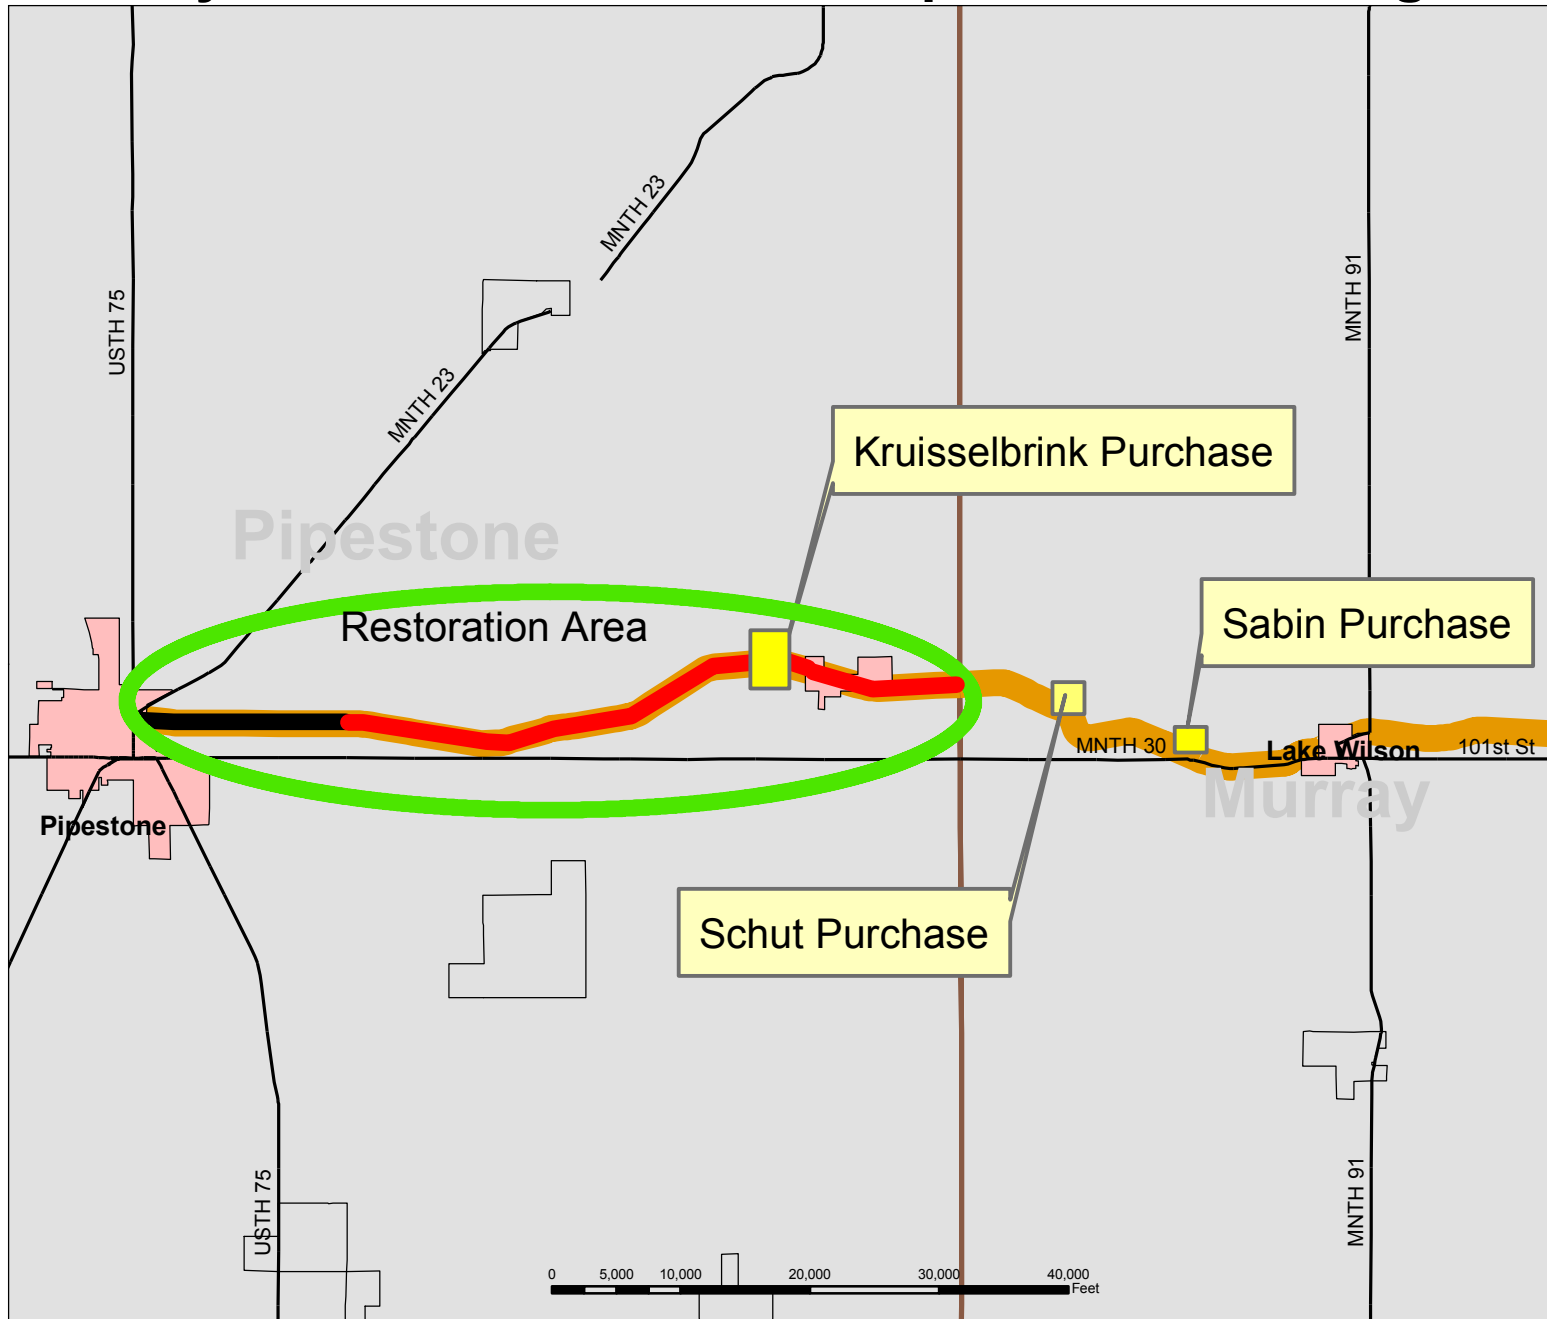 MNTH 23
USTH 75
MNTH 91
MNTH 23
Kruisselbrink Purchase
Pipestone
Restoration Area
Sabin Purchase
MNTH 30
Lake Wilson
101st St
Murray
Pipestone
Schut Purchase
USTH 75
MNTH 91
0 5,000 10,000 20,000 30,000 40,000
Feet